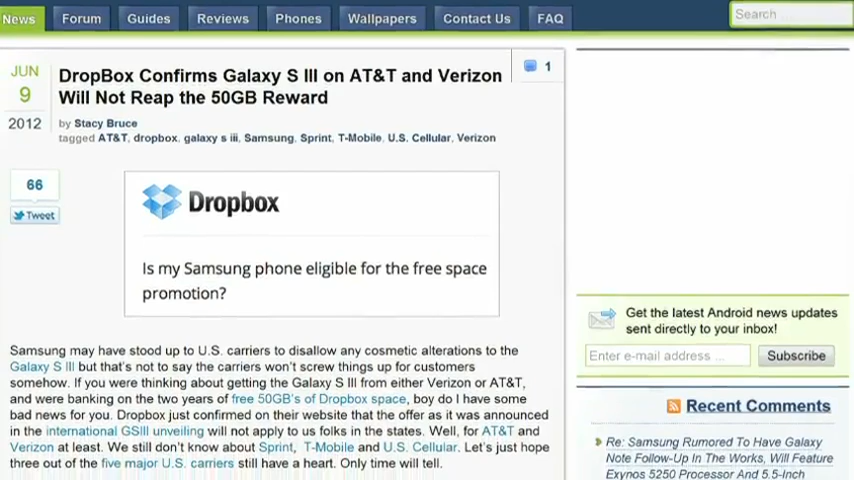 News Forum Guides Reviews Phones Wallpapers Contact Us FAQ
Search ...
JUN
9
2012
DropBox Confirms Galaxy S III on AT&T and Verizon
Will Not Reap the 50GB Reward
1
by Stacy Bruce
tagged AT&T, dropbox, galaxy s iii, Samsung, Sprint, T-Mobile, U.S. Cellular, Verizon
66
Tweet
Dropbox
Is my Samsung phone eligible for the free space
promotion?
Samsung may have stood up to U.S. carriers to disallow any cosmetic alterations to the
Galaxy S III but that's not to say the carriers won't screw things up for customers
somehow. If you were thinking about getting the Galaxy S III from either Verizon or AT&T,
and were banking on the two years of free 50GB's of Dropbox space, boy do I have some
bad news for you. Dropbox just confirmed on their website that the offer as it was announced
in the international GSIII unveiling will not apply to us folks in the states. Well, for AT&T and
Verizon at least. We still don't know about Sprint, T-Mobile and U.S. Cellular. Let's just hope
three out of the five major U.S. carriers still have a heart. Only time will tell.
Get the latest Android news updates
sent directly to your inbox!
Enter e-mail address ...
Subscribe
Recent Comments
Re: Samsung Rumored To Have Galaxy
Note Follow-Up In The Works, Will Feature
Exynos 5250 Processor And 5.5-Inch